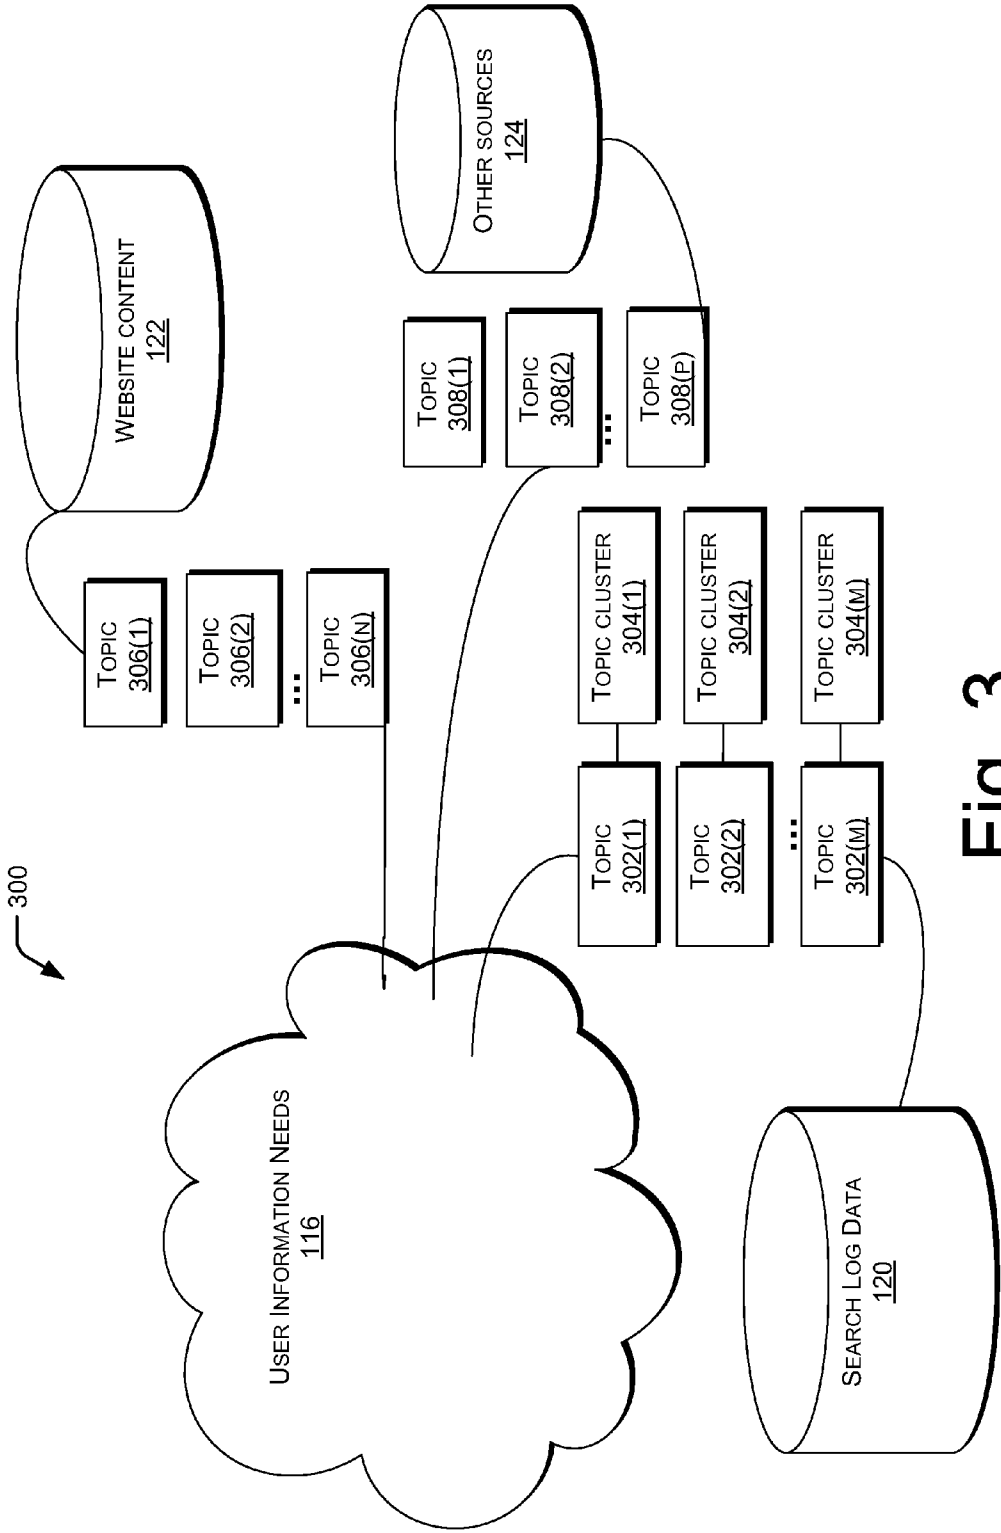 300
WEBSITE CONTENT
122
OTHER SOURCES
124
USER INFORMATION NEEDS
116
TOPIC
306(1)
TOPIC
306(2)
...
TOPIC
306(N)
TOPIC
308(1)
TOPIC
308(2)
...
TOPIC
308(P)
TOPIC
302(1)
TOPIC CLUSTER
304(1)
TOPIC
302(2)
TOPIC CLUSTER
304(2)
...
TOPIC
302(M)
TOPIC CLUSTER
304(M)
SEARCH LOG DATA
120
Fig. 3